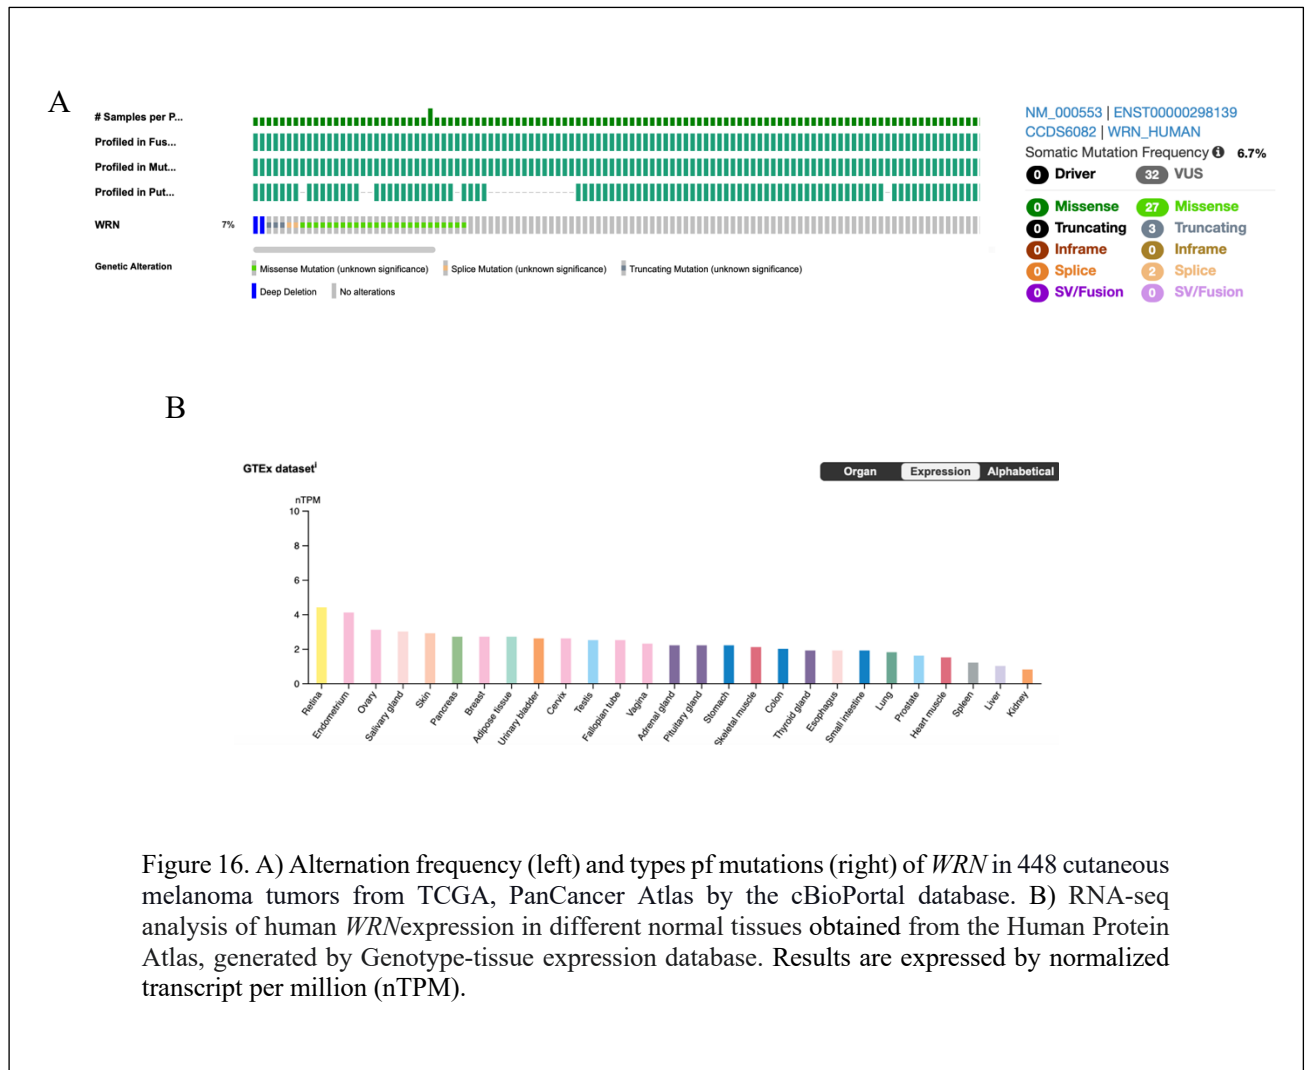 A
# Samples per P...
Profiled in Fus...
Profiled in Mut...
Profiled in Put...
WRN 7%
Genetic Alteration
Missense Mutation (unknown significance) Splice Mutation (unknown significance) Truncating Mutation (unknown significance)
Deep Deletion No alterations
NM_000553 | ENST00000298139
CCDS6082 | WRN_HUMAN
Somatic Mutation Frequency i 6.7%
0 Driver 32 VUS
0 Missense 27 Missense
0 Truncating 3 Truncating
0 Inframe 0 Inframe
0 Splice 2 Splice
0 SV/Fusion 0 SV/Fusion
B
GTEx dataset i
Organ Expression Alphabetical
nTPM
10
8
6
4
2
0
Retina
Endometrium
Ovary
Salivary gland
Skin
Pancreas
Breast
Adipose tissue
Urinary bladder
Cervix
Testis
Fallopian tube
Vagina
Adrenal gland
Pituitary gland
Stomach
Skeletal muscle
Colon
Thyroid gland
Esophagus
Small intestine
Lung
Prostate
Heart muscle
Spleen
Liver
Kidney
Figure 16. A) Alternation frequency (left) and types pf mutations (right) of WRN in 448 cutaneous
melanoma tumors from TCGA, PanCancer Atlas by the cBioPortal database. B) RNA-seq
analysis of human WRNexpression in different normal tissues obtained from the Human Protein
Atlas, generated by Genotype-tissue expression database. Results are expressed by normalized
transcript per million (nTPM).